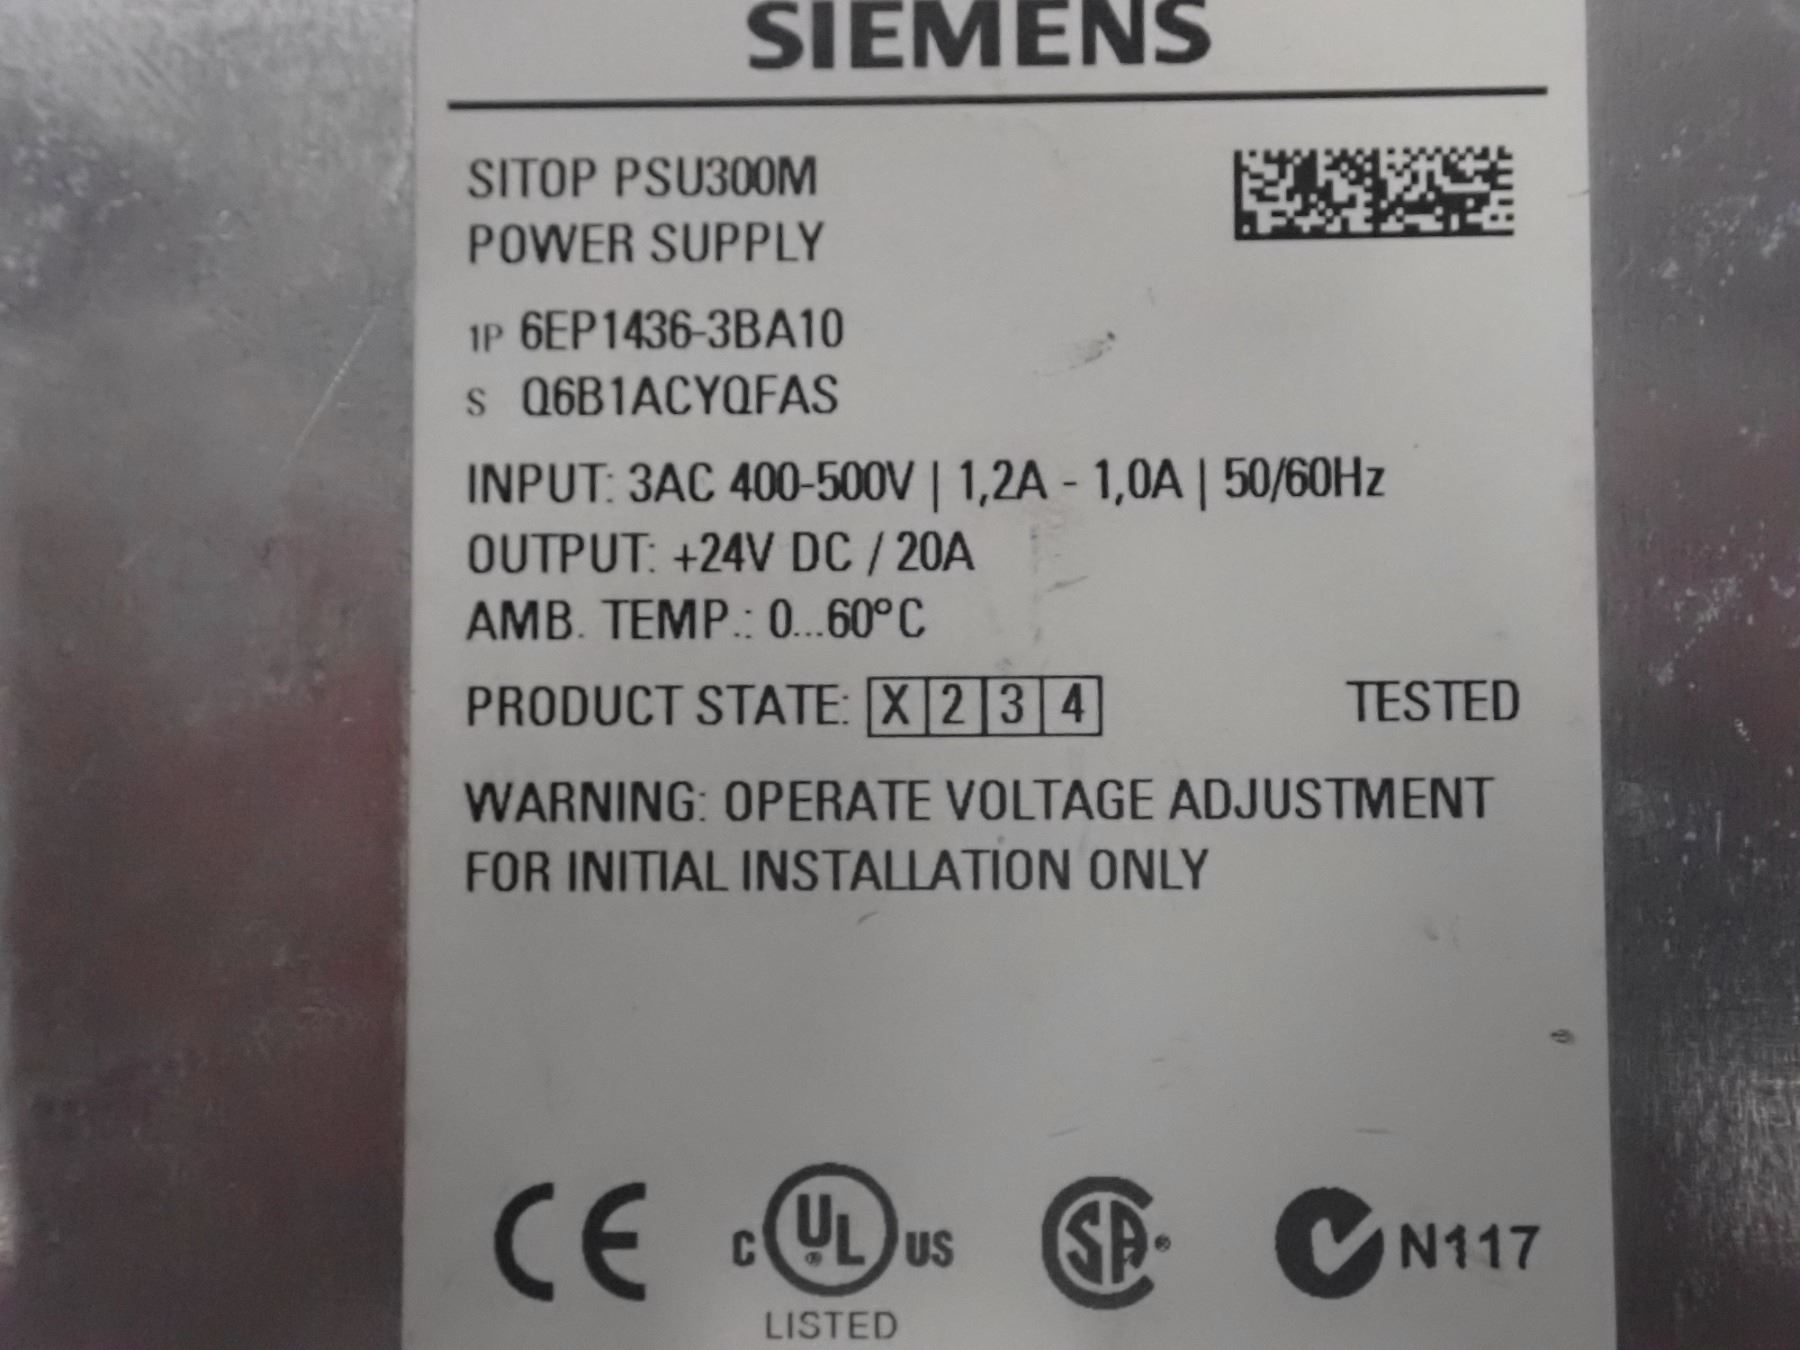 SIEMENS
SITOP PSU300M
POWER SUPPLY
1P 6EP1436-3BA10
S Q6B1ACYQFAS
INPUT: 3AC 400-500V | 1,2A - 1,0A | 50/60Hz
OUTPUT: +24V DC / 20A
AMB. TEMP.: 0...60°C
PRODUCT STATE: X 2 3 4 TESTED
WARNING: OPERATE VOLTAGE ADJUSTMENT
FOR INITIAL INSTALLATION ONLY
CE C UL® US SA® N117
LISTED